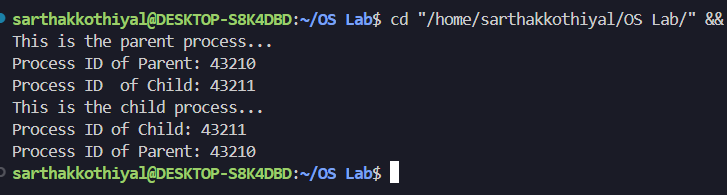 sarthakkothiyal@DESKTOP-S8K4DBD:~/OS Lab$ cd "/home/sarthakkothiyal/OS Lab/" &&
This is the parent process...
Process ID of Parent: 43210
Process ID  of Child: 43211
This is the child process...
Process ID of Child: 43211
Process ID of Parent: 43210
sarthakkothiyal@DESKTOP-S8K4DBD:~/OS Lab$